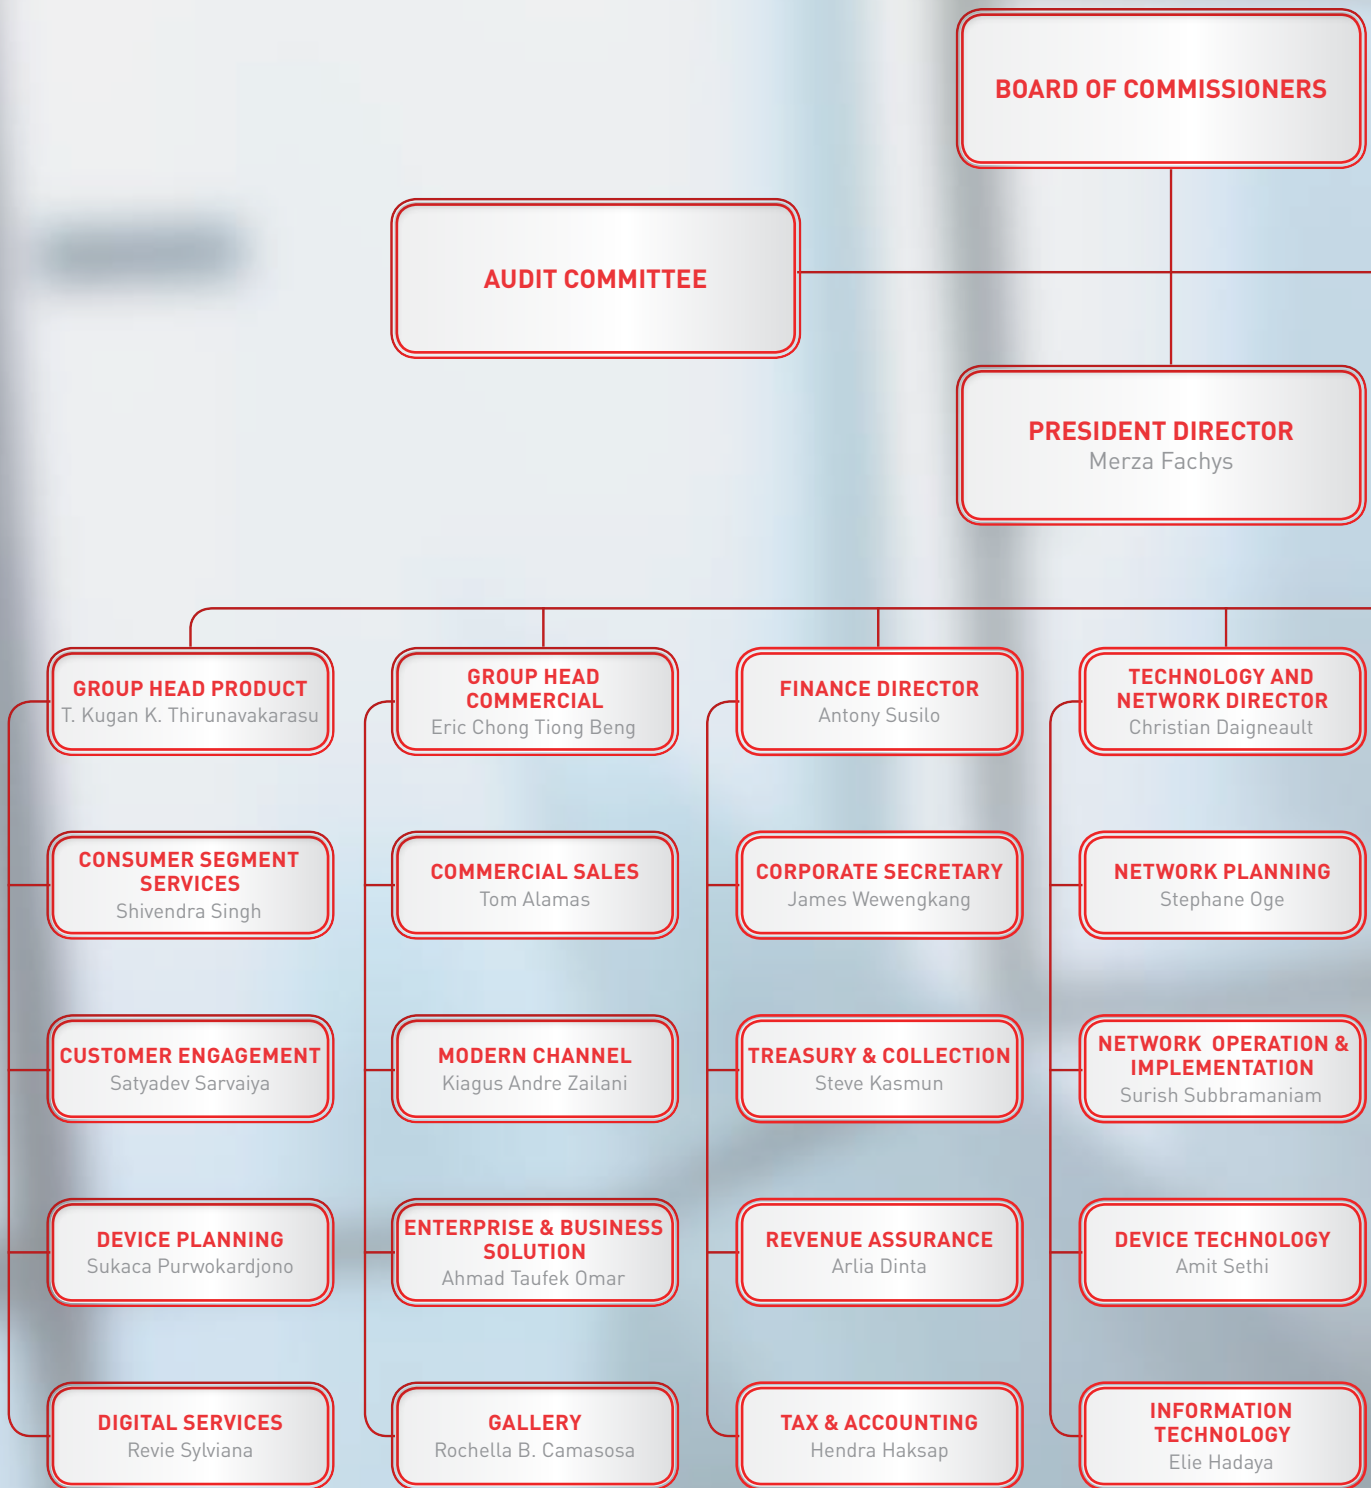 BOARD OF COMMISSIONERS
AUDIT COMMITTEE
PRESIDENT DIRECTOR
Merza Fachys
GROUP HEAD PRODUCT
T. Kugan K. Thirunavakarasu
GROUP HEAD
COMMERCIAL
Eric Chong Tiong Beng
FINANCE DIRECTOR
Antony Susilo
TECHNOLOGY AND
NETWORK DIRECTOR
Christian Daigneault
CONSUMER SEGMENT
SERVICES
Shivendra Singh
COMMERCIAL SALES
Tom Alamas
CORPORATE SECRETARY
James Wewengkang
NETWORK PLANNING
Stephane Oge
CUSTOMER ENGAGEMENT
Satyadev Sarvaiya
MODERN CHANNEL
Kiagus Andre Zailani
TREASURY & COLLECTION
Steve Kasmun
NETWORK OPERATION &
IMPLEMENTATION
Surish Subbramaniam
DEVICE PLANNING
Sukaca Purwokardjono
ENTERPRISE & BUSINESS
SOLUTION
Ahmad Taufek Omar
REVENUE ASSURANCE
Arlia Dinta
DEVICE TECHNOLOGY
Amit Sethi
DIGITAL SERVICES
Revie Sylviana
GALLERY
Rochella B. Camasosa
TAX & ACCOUNTING
Hendra Haksap
INFORMATION
TECHNOLOGY
Elie Hadaya